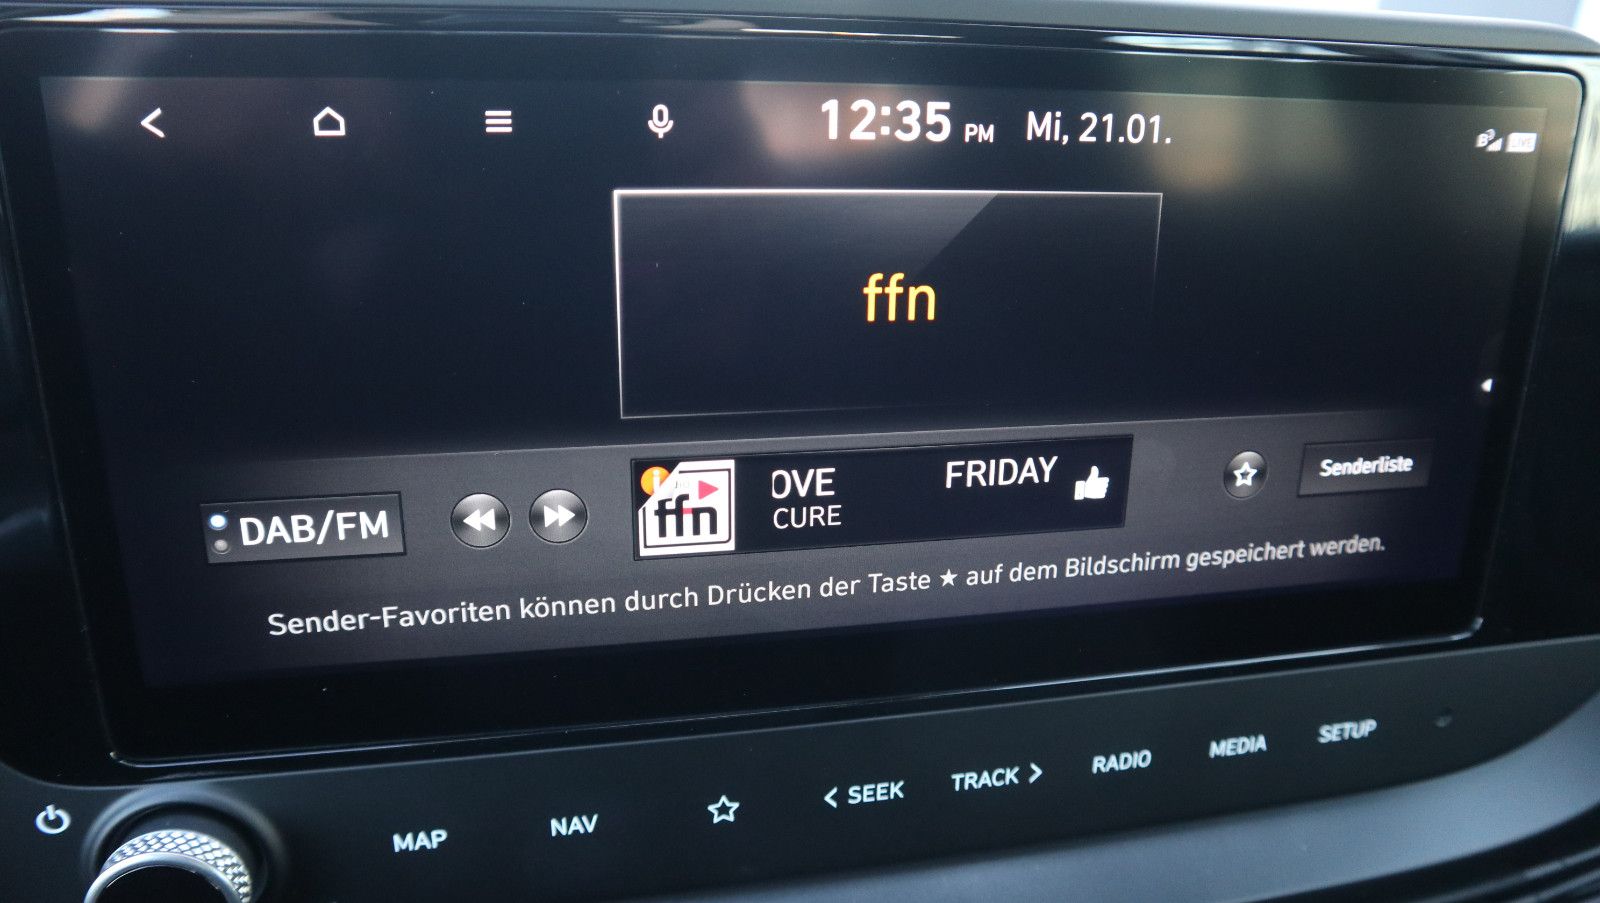 12:35 PM Mi, 21.01.
B LIVE
ffn
DAB/FM
ffn
OVE FRIDAY
CURE
Senderliste
Sender-Favoriten können durch Drücken der Taste ★ auf dem Bildschirm gespeichert werden.
MAP NAV < SEEK TRACK > RADIO MEDIA SETUP